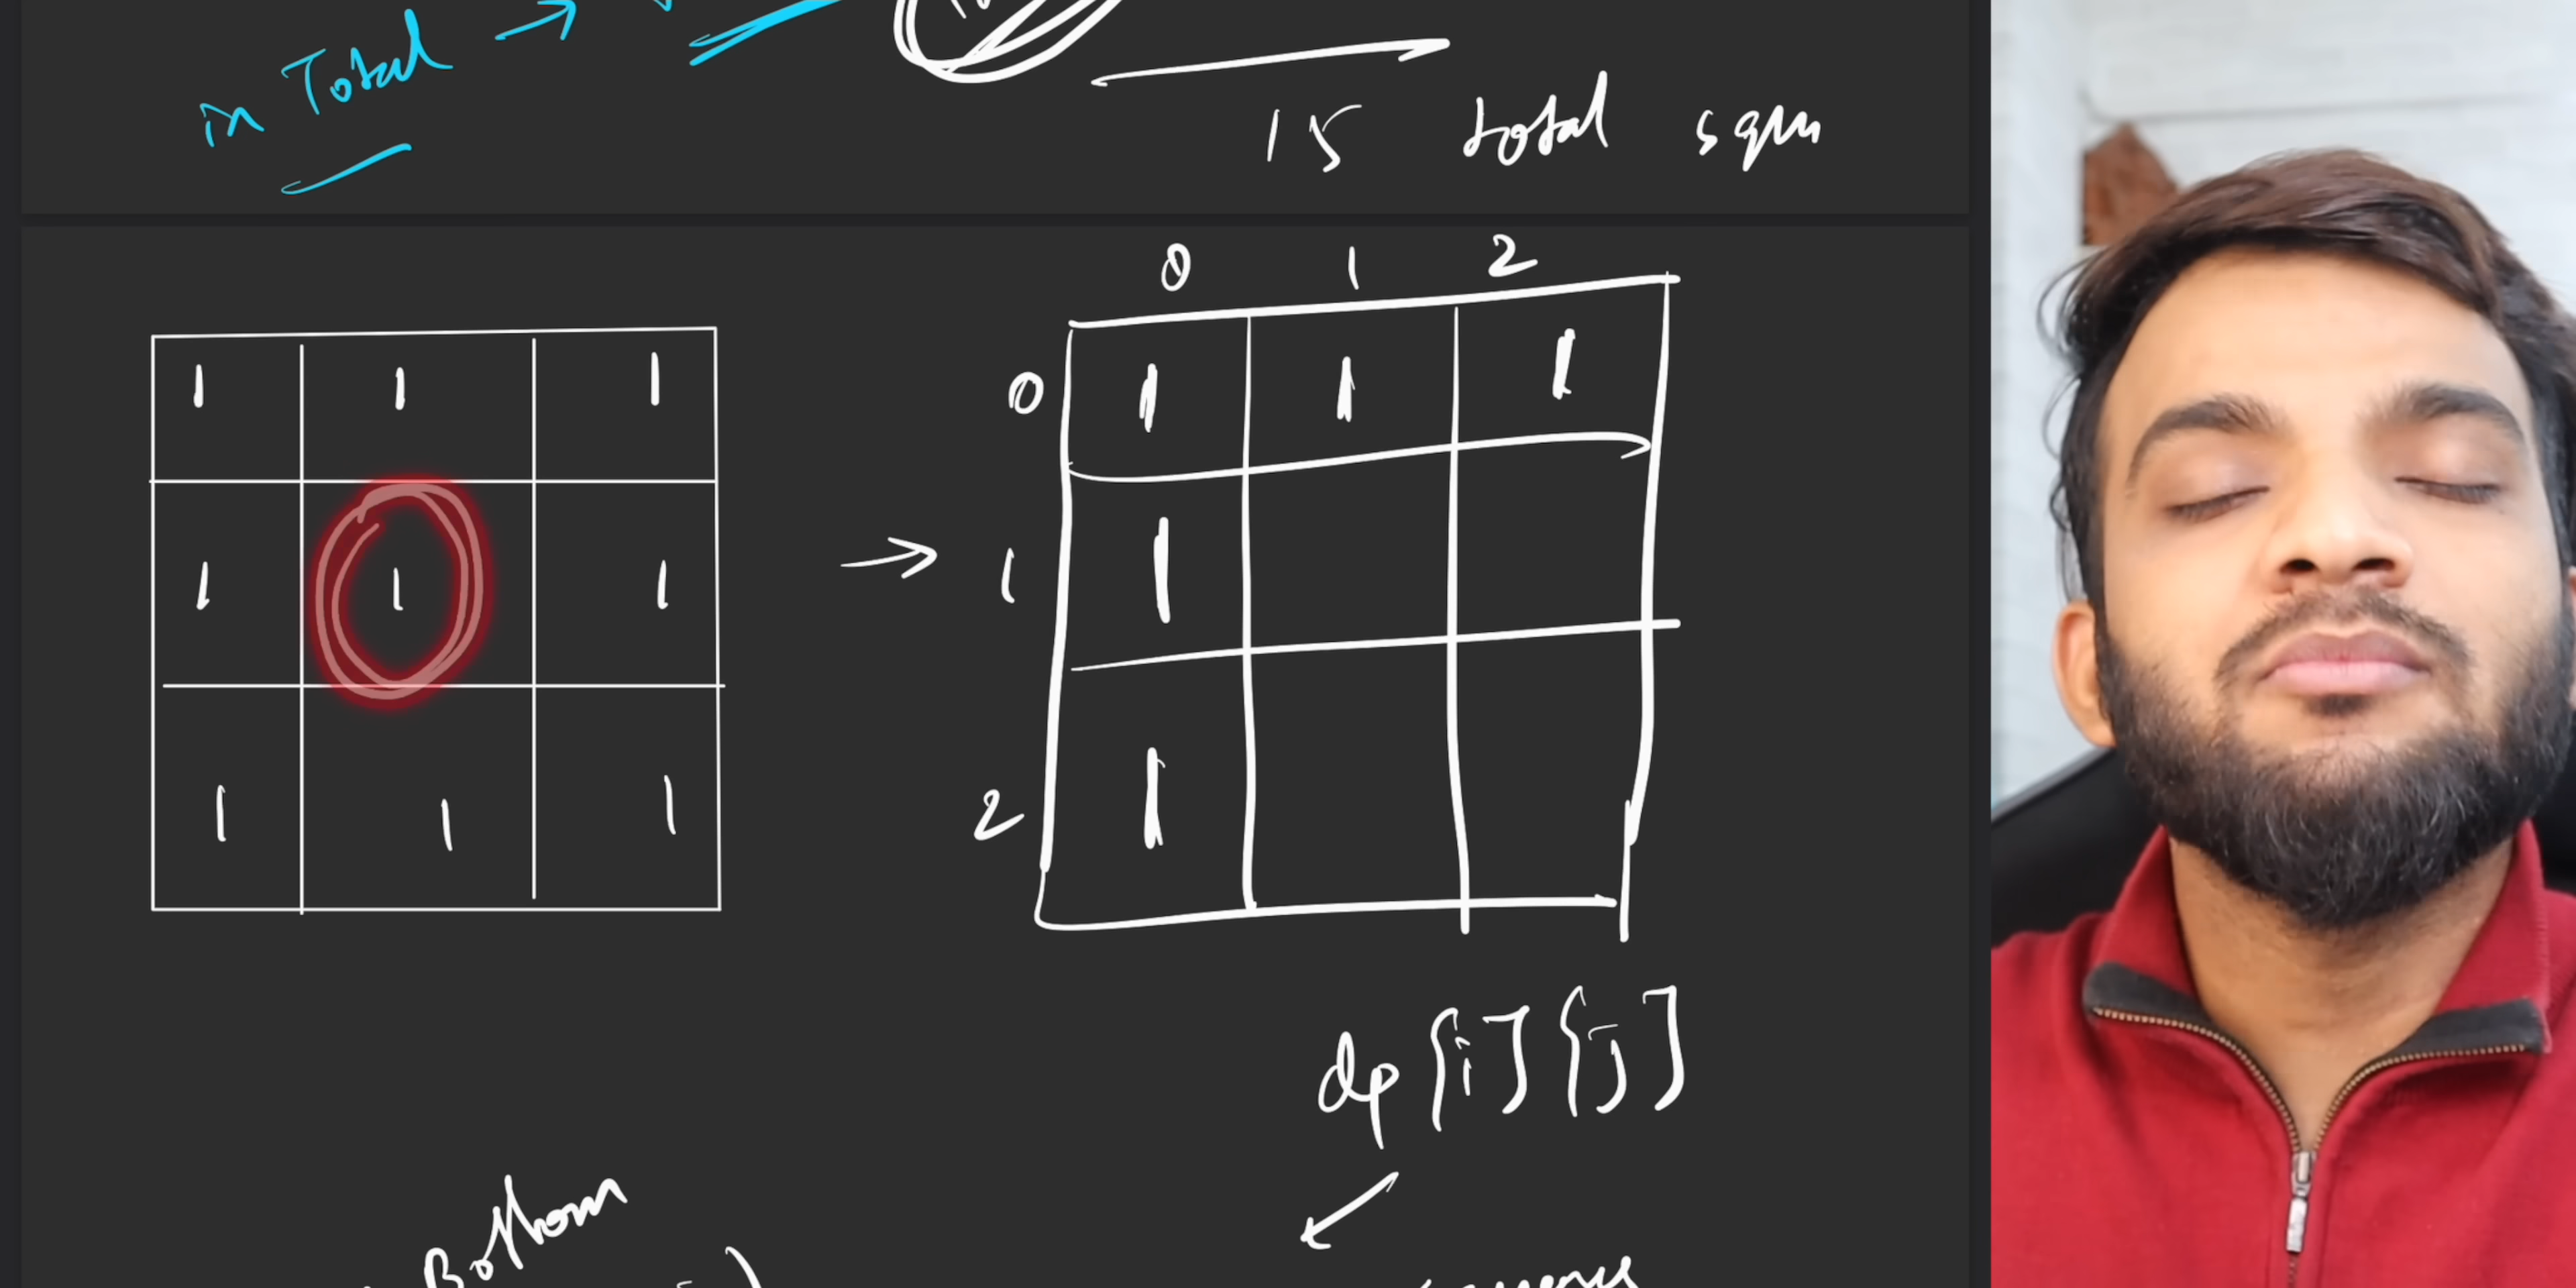 in Total →
15 total squ
0 1 2
1 1 1
0 1 1 1
1 1 1
→ 1 1
1 1 1
2 1
dp[i][j]
Bottom